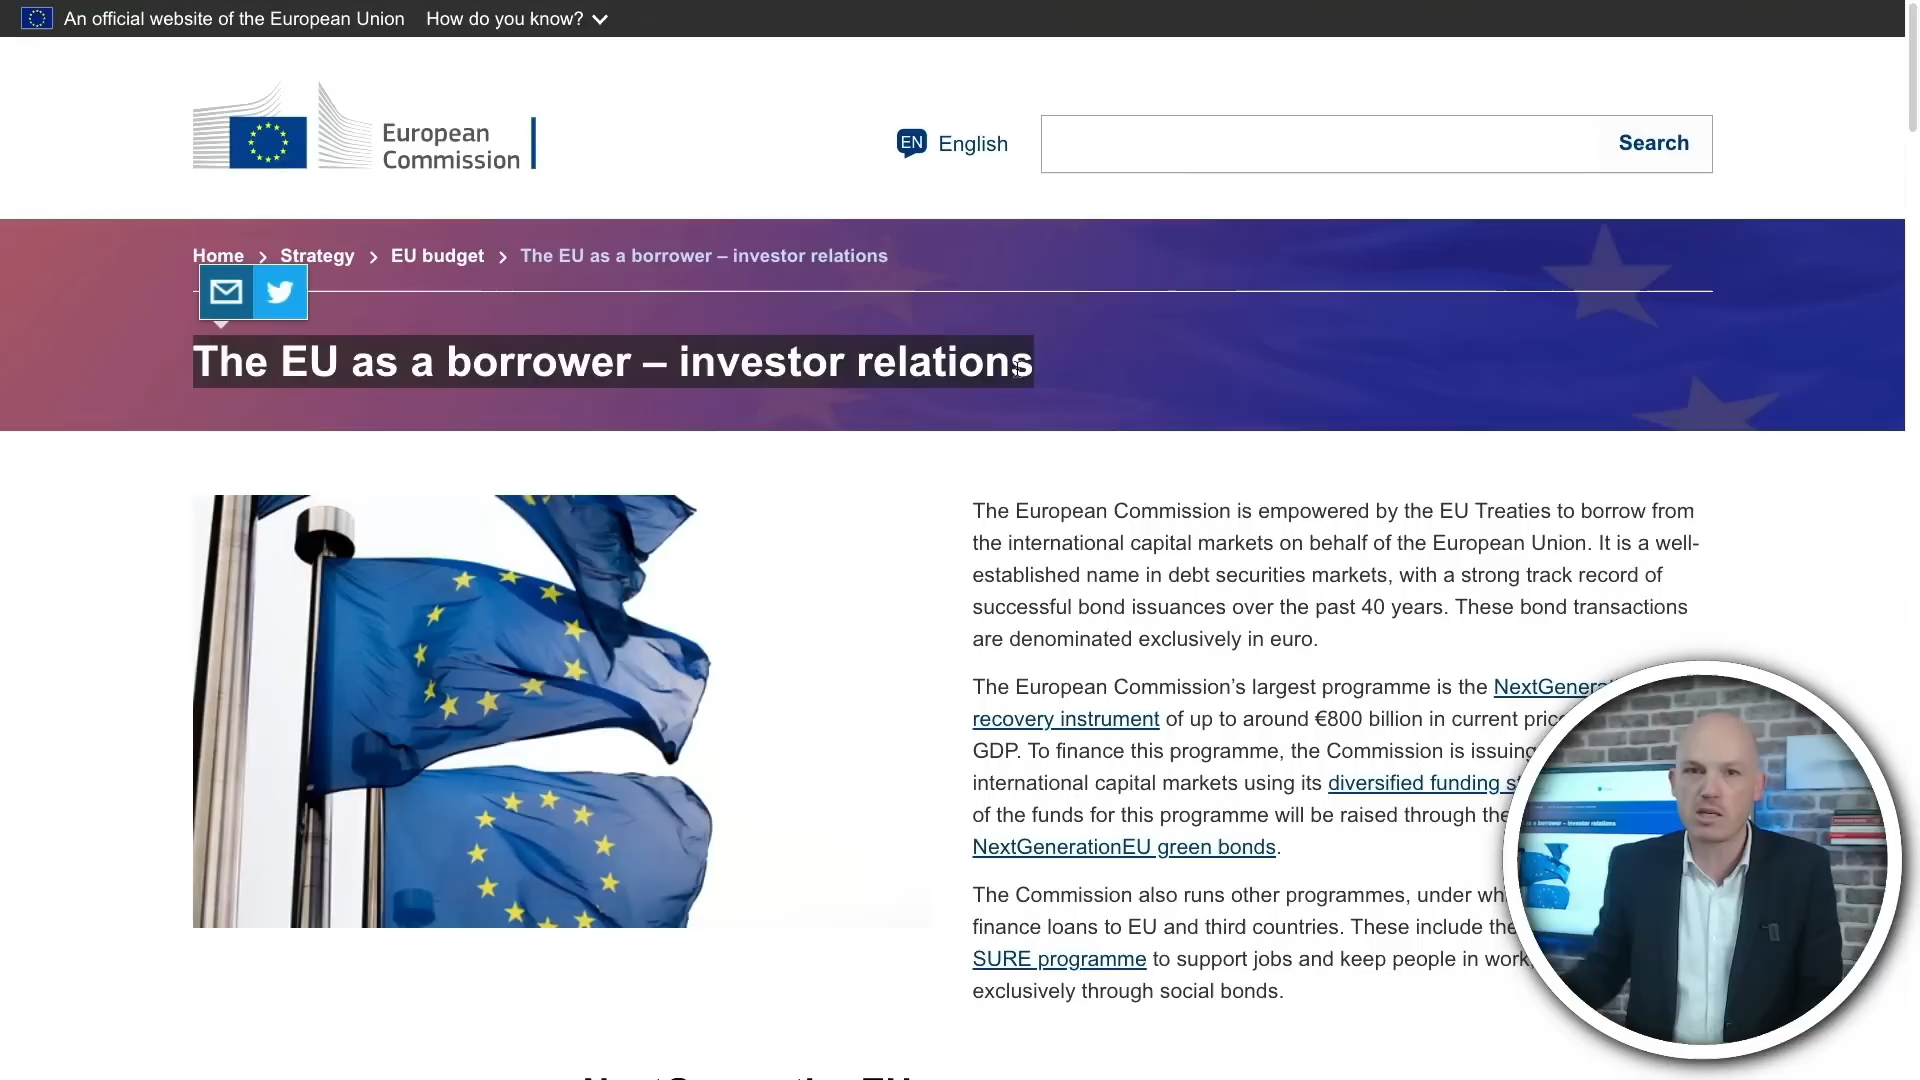 An official website of the European Union How do you know?
European
Commission
EN English
Search
Home > Strategy > EU budget > The EU as a borrower – investor relations
The EU as a borrower – investor relations
The European Commission is empowered by the EU Treaties to borrow from
the international capital markets on behalf of the European Union. It is a well-
established name in debt securities markets, with a strong track record of
successful bond issuances over the past 40 years. These bond transactions
are denominated exclusively in euro.
The European Commission’s largest programme is the
recovery instrument of up to around €800 billion in current
GDP. To finance this programme, the Commission is issuing
international capital markets using its diversified funding
of the funds for this programme will be raised through the
NextGenerationEU green bonds.
The Commission also runs other programmes, under
finance loans to EU and third countries. These include the
SURE programme to support jobs and keep people in work,
exclusively through social bonds.